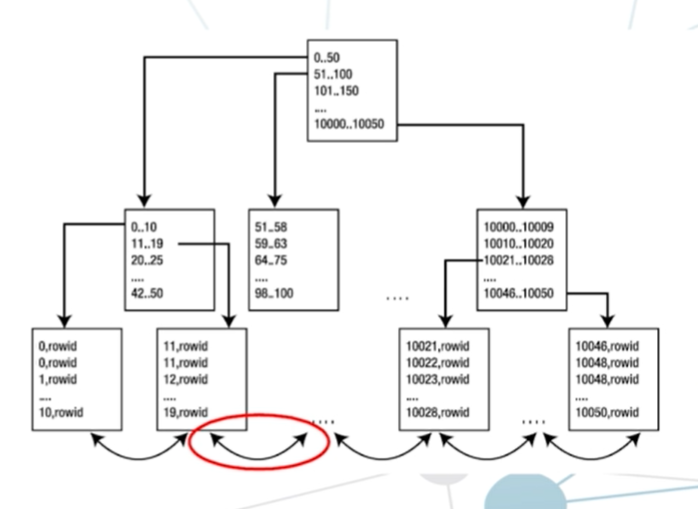 0..50
51..100
101..150
....
10000..10050
0..10
11..19
20..25
....
42..50
51..58
59..63
64..75
....
98..100
....
10000..10009
10010..10020
10021..10028
....
10046..10050
0,rowid
0,rowid
1,rowid
....
10,rowid
11,rowid
11,rowid
12,rowid
....
19,rowid
....
10021,rowid
10022,rowid
10023,rowid
....
10028,rowid
....
10046,rowid
10048,rowid
10048,rowid
....
10050,rowid